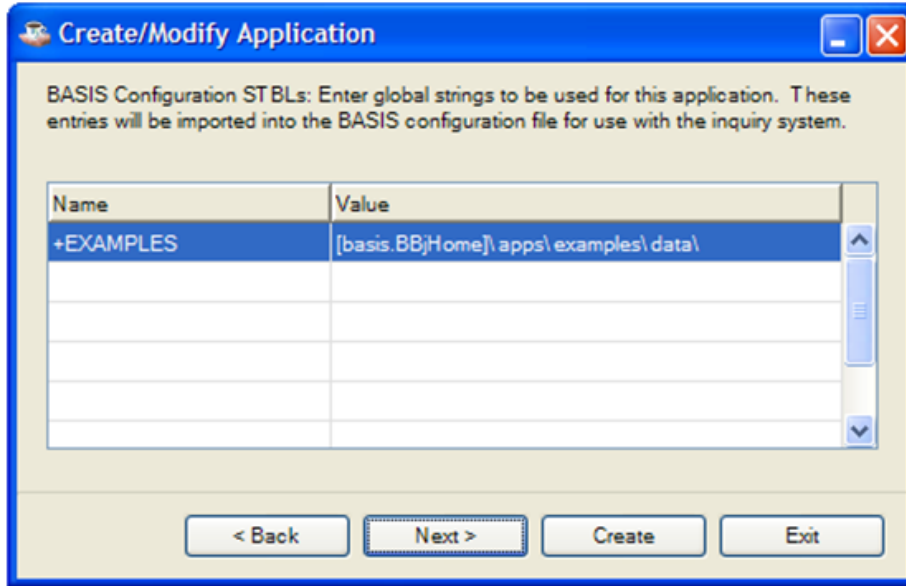 Create/Modify Application
BASIS Configuration STBLs: Enter global strings to be used for this application. These
entries will be imported into the BASIS configuration file for use with the inquiry system.
Name Value
+EXAMPLES [basis.BBjHome]\apps\examples\data\
< Back Next > Create Exit